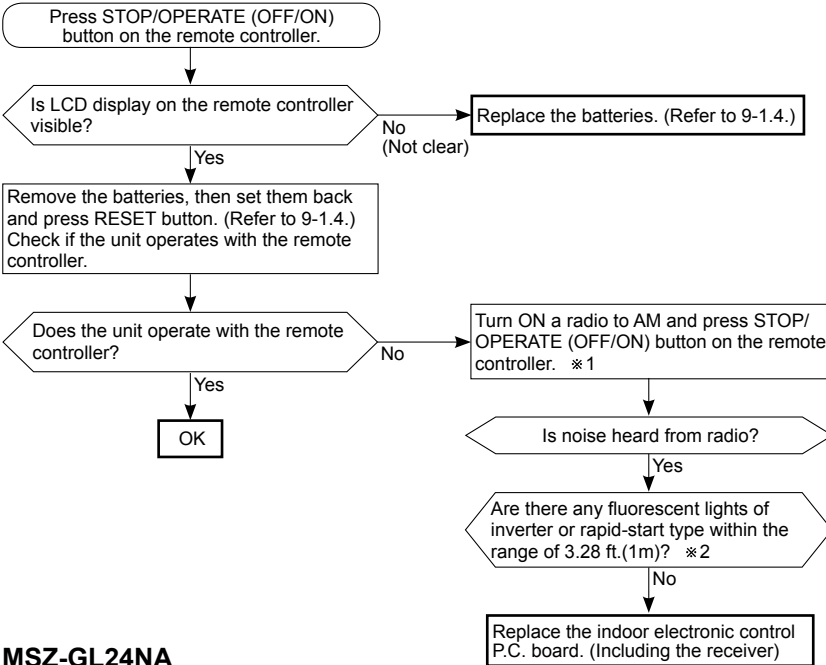 Press STOP/OPERATE (OFF/ON)
button on the remote controller.
Is LCD display on the remote controller
visible?
No
(Not clear)
Replace the batteries. (Refer to 9-1.4.)
Yes
Remove the batteries, then set them back
and press RESET button. (Refer to 9-1.4.)
Check if the unit operates with the remote
controller.
Does the unit operate with the remote
controller?
No
Yes
OK
Turn ON a radio to AM and press STOP/
OPERATE (OFF/ON) button on the remote
controller. ※1
Is noise heard from radio?
Yes
Are there any fluorescent lights of
inverter or rapid-start type within the
range of 3.28 ft.(1m)? ※2
No
Replace the indoor electronic control
P.C. board. (Including the receiver)
MSZ-GL24NA